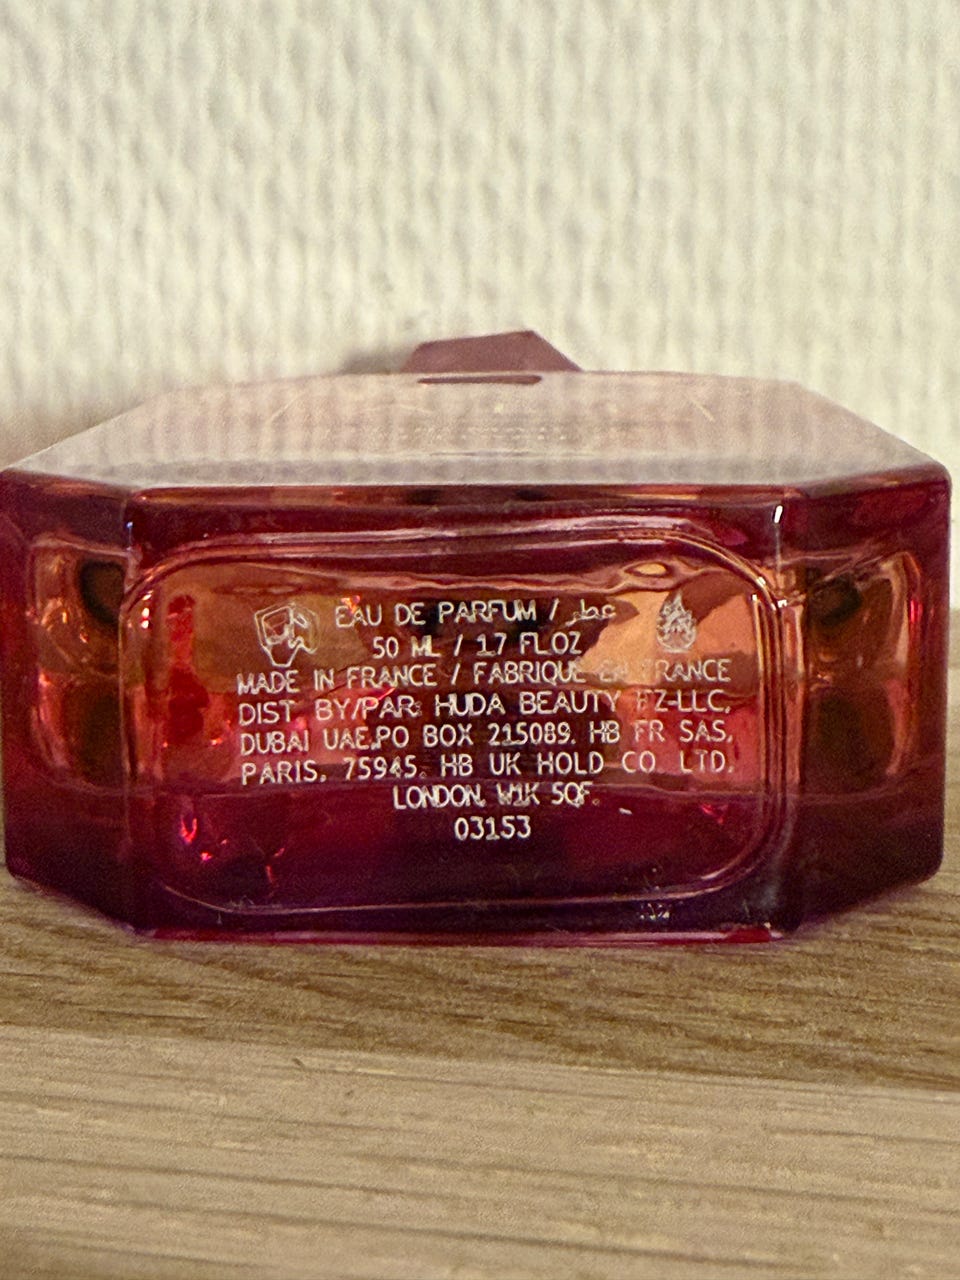 EAU DE PARFUM / عطر
50 ML / 1.7 FL.OZ
MADE IN FRANCE / FABRIQUÉ EN FRANCE
DIST BY/PAR: HUDA BEAUTY FZ-LLC,
DUBAI UAE,PO BOX 215089. HB FR SAS,
PARIS, 75945. HB UK HOLD CO LTD,
LONDON, W1K 5QF.
03153